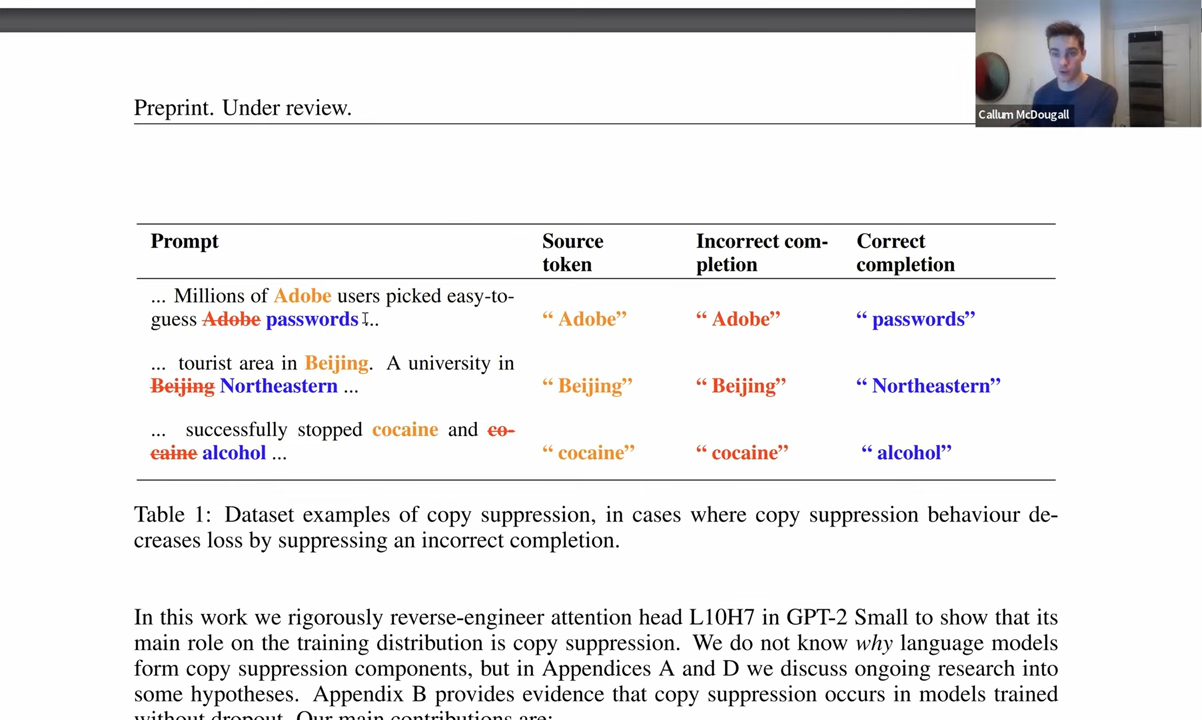 Callum McDougall
Preprint. Under review.
Prompt Source token Incorrect com-pletion Correct completion
... Millions of Adobe users picked easy-to-
guess Adobe passwords ... “ Adobe” “ Adobe” “ passwords”
... tourist area in Beijing. A university in
Beijing Northeastern ... “ Beijing” “ Beijing” “ Northeastern”
... successfully stopped cocaine and co-
caine alcohol ... “ cocaine” “ cocaine” “ alcohol”
Table 1: Dataset examples of copy suppression, in cases where copy suppression behaviour de-
creases loss by suppressing an incorrect completion.
In this work we rigorously reverse-engineer attention head L10H7 in GPT-2 Small to show that its
main role on the training distribution is copy suppression. We do not know why language models
form copy suppression components, but in Appendices A and D we discuss ongoing research into
some hypotheses. Appendix B provides evidence that copy suppression occurs in models trained
without dropout. Our main contributions are: